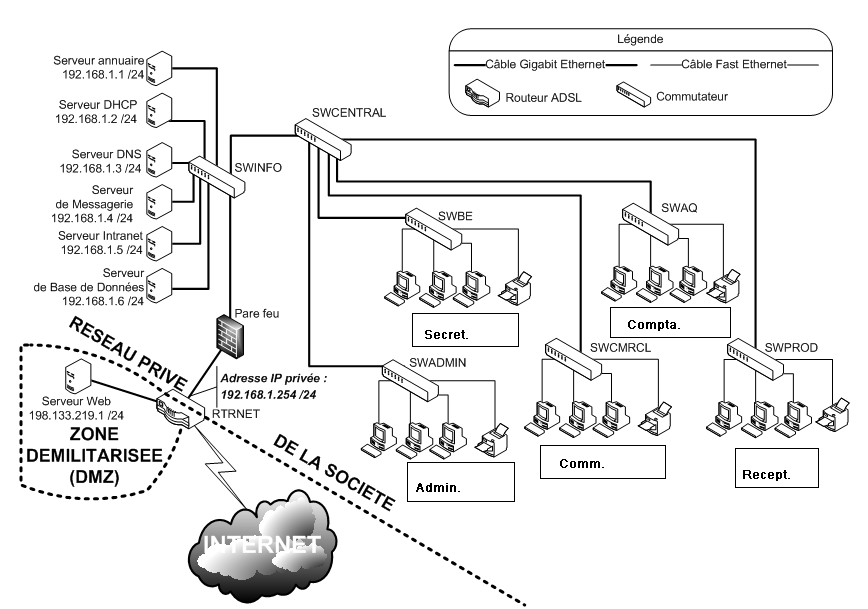 Légende
Câble Gigabit Ethernet
Câble Fast Ethernet
Routeur ADSL
Commutateur
Serveur annuaire
192.168.1.1 /24
Serveur DHCP
192.168.1.2 /24
Serveur DNS
192.168.1.3 /24
Serveur
de Messagerie
192.168.1.4 /24
Serveur Intranet
192.168.1.5 /24
Serveur
de Base de Données
192.168.1.6 /24
SWINFO
SWCENTRAL
SWBE
Secret.
SWAQ
Compta.
SWADMIN
Admin.
SWCMRCL
Comm.
SWPROD
Recept.
Pare feu
RESEAU PRIVE
DE LA SOCIETE
Adresse IP privée :
192.168.1.254 /24
RTRNET
Serveur Web
198.133.219.1 /24
ZONE
DEMILITARISEE
(DMZ)
INTERNET